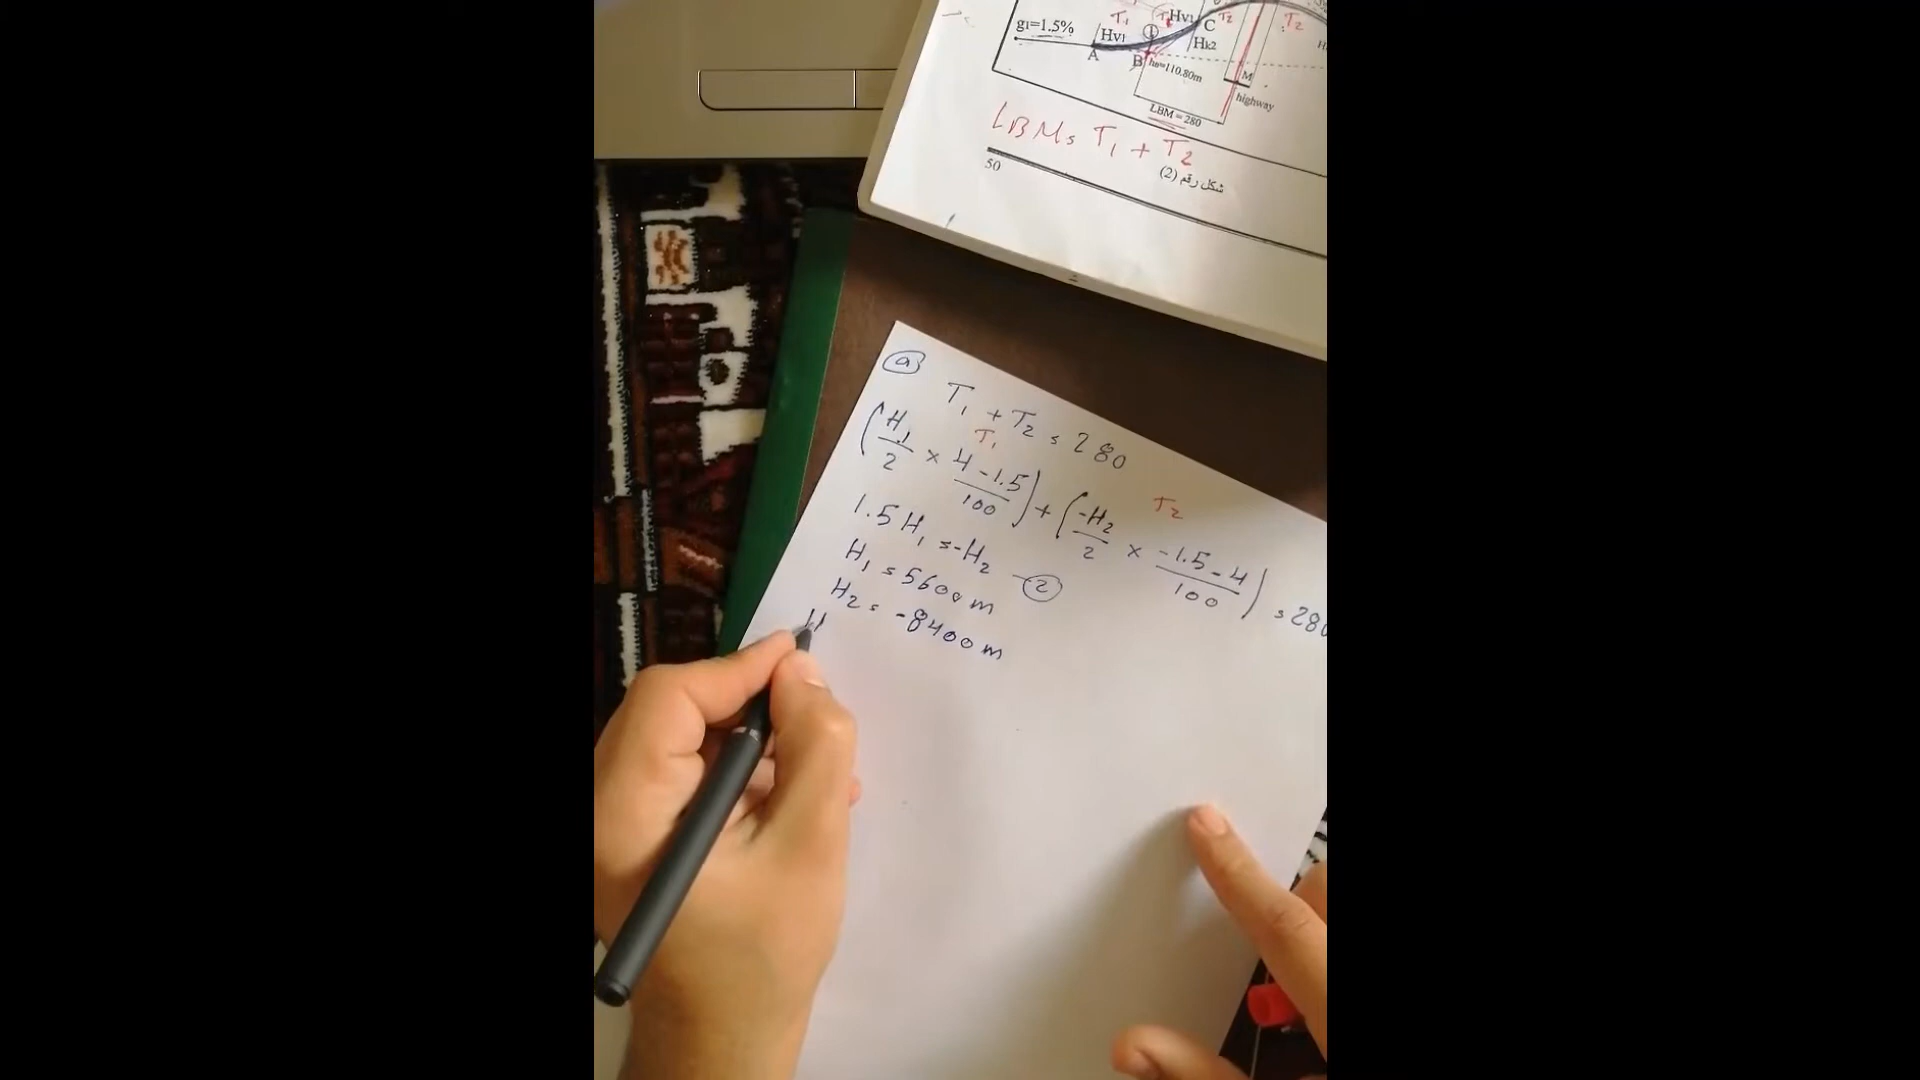 g1=1.5%
T1
Hv1
T2
C
T2
Hv1
1
Hk2
A
B
hB=110.80m
M
highway
LBM = 280
LBMs T1 + T2
50
شكل رقم (2)
a
T1 + T2 = 280
T1
T2
(H1/2 × 4-1.5/100) + (-H2/2 × -1.5-4/100) = 280
1.5H1 = -H2 — 2
H1 = 5600 m
H2 = -8400 m